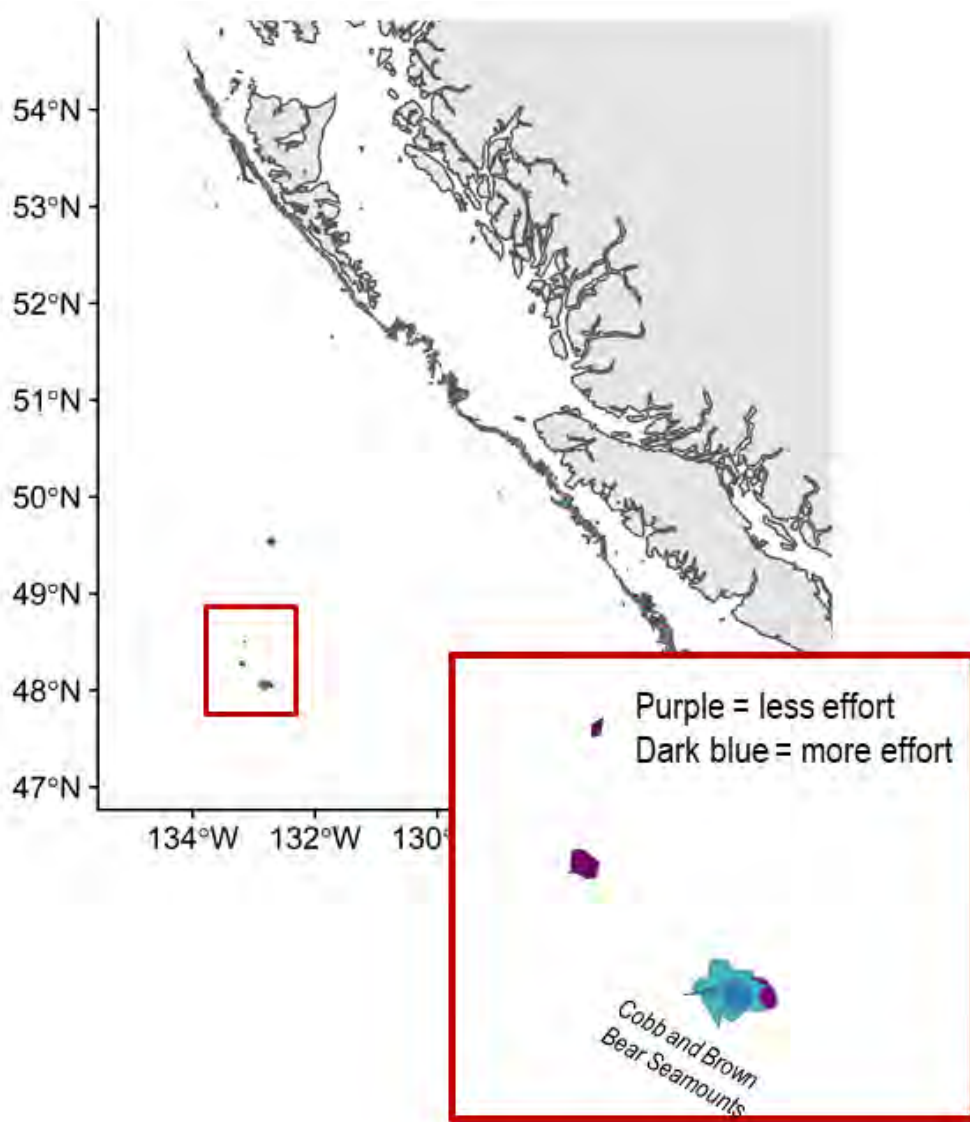 54°N
53°N
52°N
51°N
50°N
49°N
48°N
47°N
134°W 132°W 130°
Purple = less effort
Dark blue = more effort
Cobb and Brown
Bear Seamounts